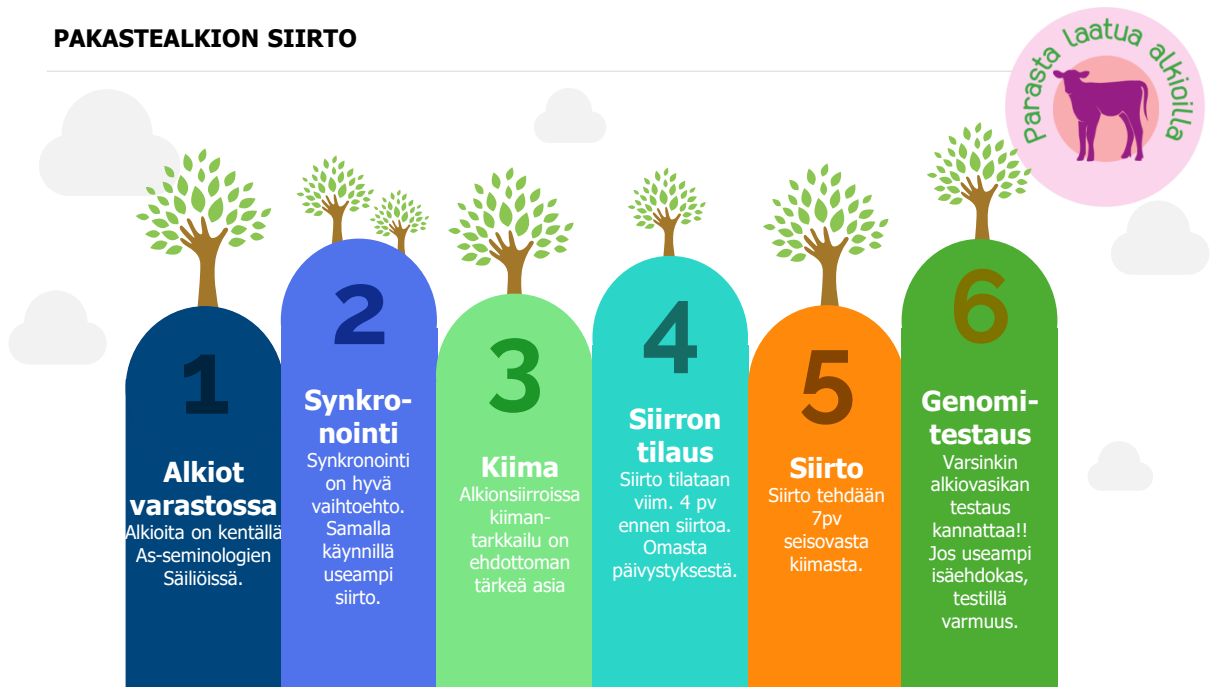 PAKASTEALKION SIIRTO
Parasta laatua alkioilla
1
Alkiot
varastossa
Alkioita on kentällä
As-seminologien
Säiliöissä.
2
Synkro-
nointi
Synkronointi
on hyvä
vaihtoehto.
Samalla
käynnillä
useampi
siirto.
3
Kiima
Alkionsiirroissa
kiiman-
tarkkailu on
ehdottoman
tärkeä asia
4
Siirron
tilaus
Siirto tilataan
viim. 4 pv
ennen siirtoa.
Omasta
päivystyksestä.
5
Siirto
Siirto tehdään
7pv
seisovasta
kiimasta.
6
Genomi-
testaus
Varsinkin
alkiovasikan
testaus
kannattaa!!
Jos useampi
isäehdokas,
testillä
varmuus.